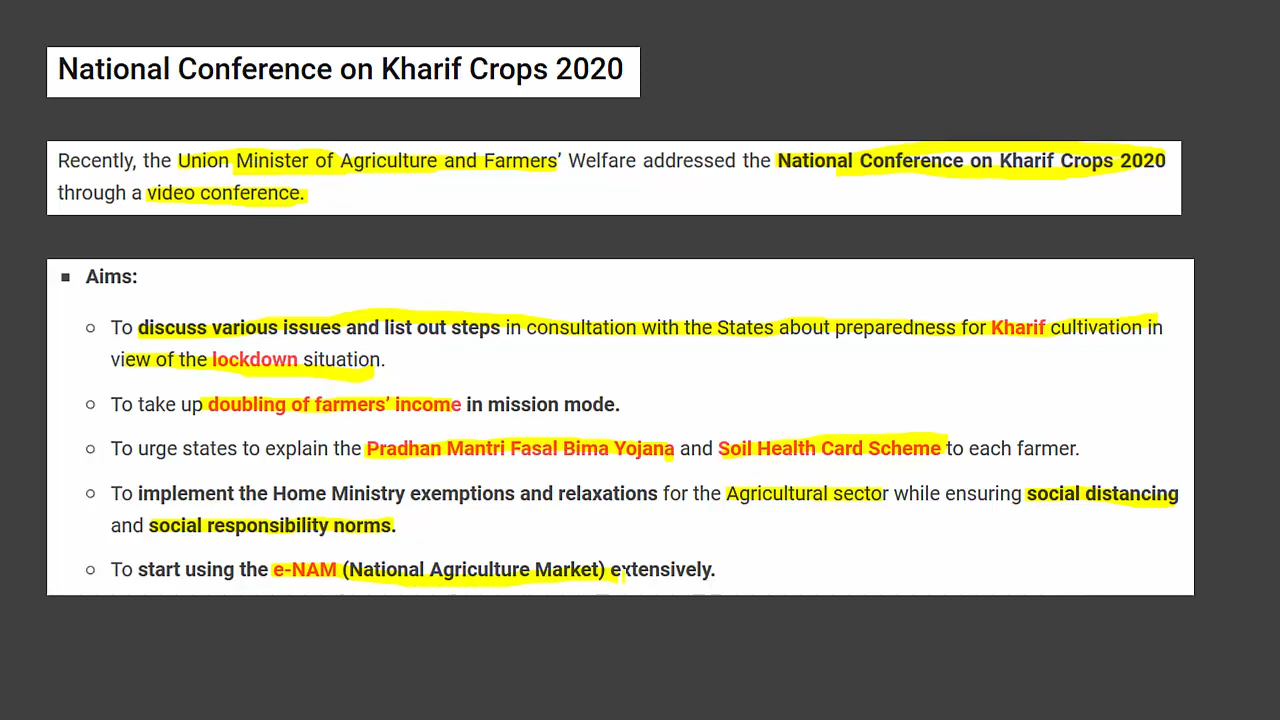 National Conference on Kharif Crops 2020
Recently, the Union Minister of Agriculture and Farmers’ Welfare addressed the National Conference on Kharif Crops 2020
through a video conference.
Aims:
To discuss various issues and list out steps in consultation with the States about preparedness for Kharif cultivation in
view of the lockdown situation.
To take up doubling of farmers’ income in mission mode.
To urge states to explain the Pradhan Mantri Fasal Bima Yojana and Soil Health Card Scheme to each farmer.
To implement the Home Ministry exemptions and relaxations for the Agricultural sector while ensuring social distancing
and social responsibility norms.
To start using the e-NAM (National Agriculture Market) extensively.